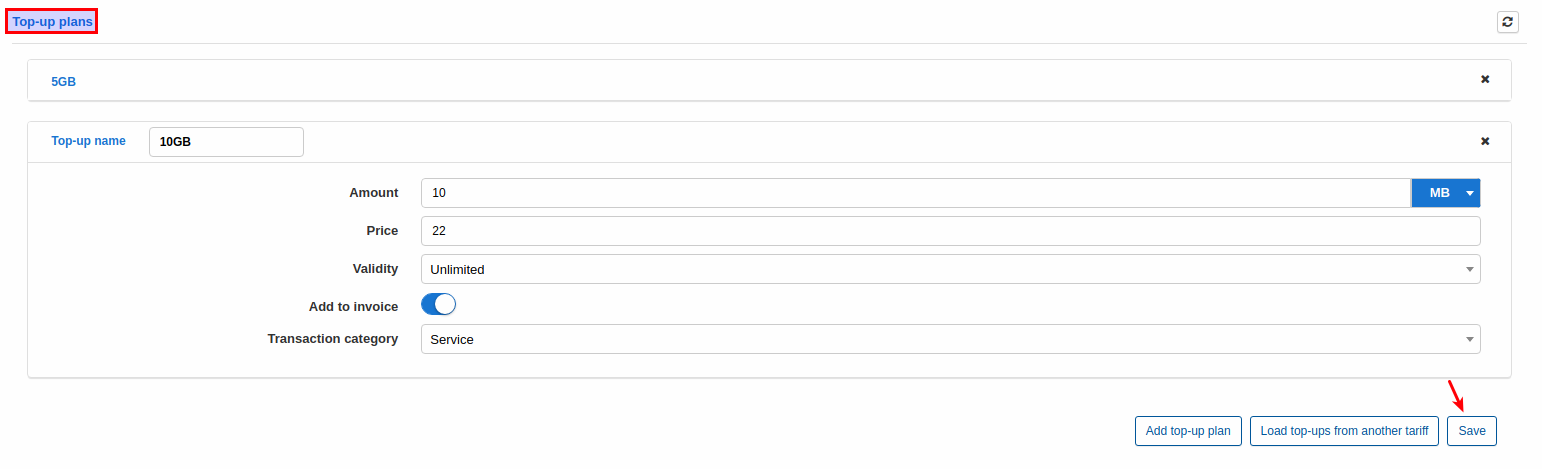 Top-up plans
5GB
Top-up name 10GB
Amount 10 MB
Price 22
Validity Unlimited
Add to invoice
Transaction category Service
Add top-up plan Load top-ups from another tariff Save